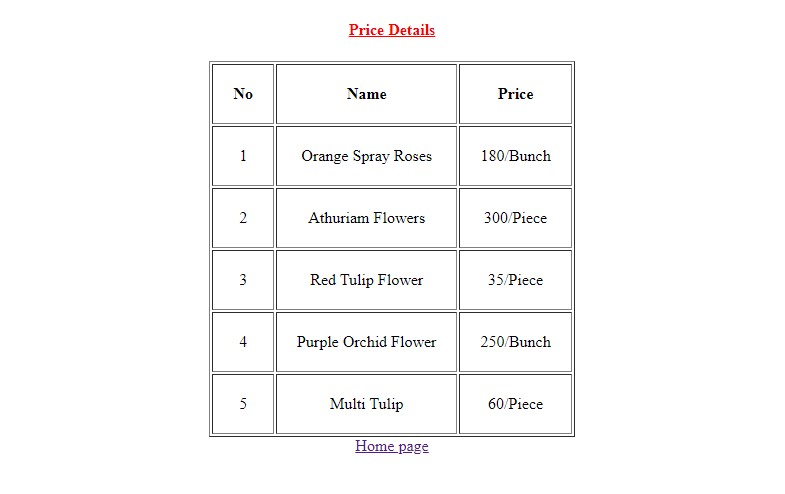 Price Details
No Name Price
1 Orange Spray Roses 180/Bunch
2 Athuriam Flowers 300/Piece
3 Red Tulip Flower 35/Piece
4 Purple Orchid Flower 250/Bunch
5 Multi Tulip 60/Piece
Home page